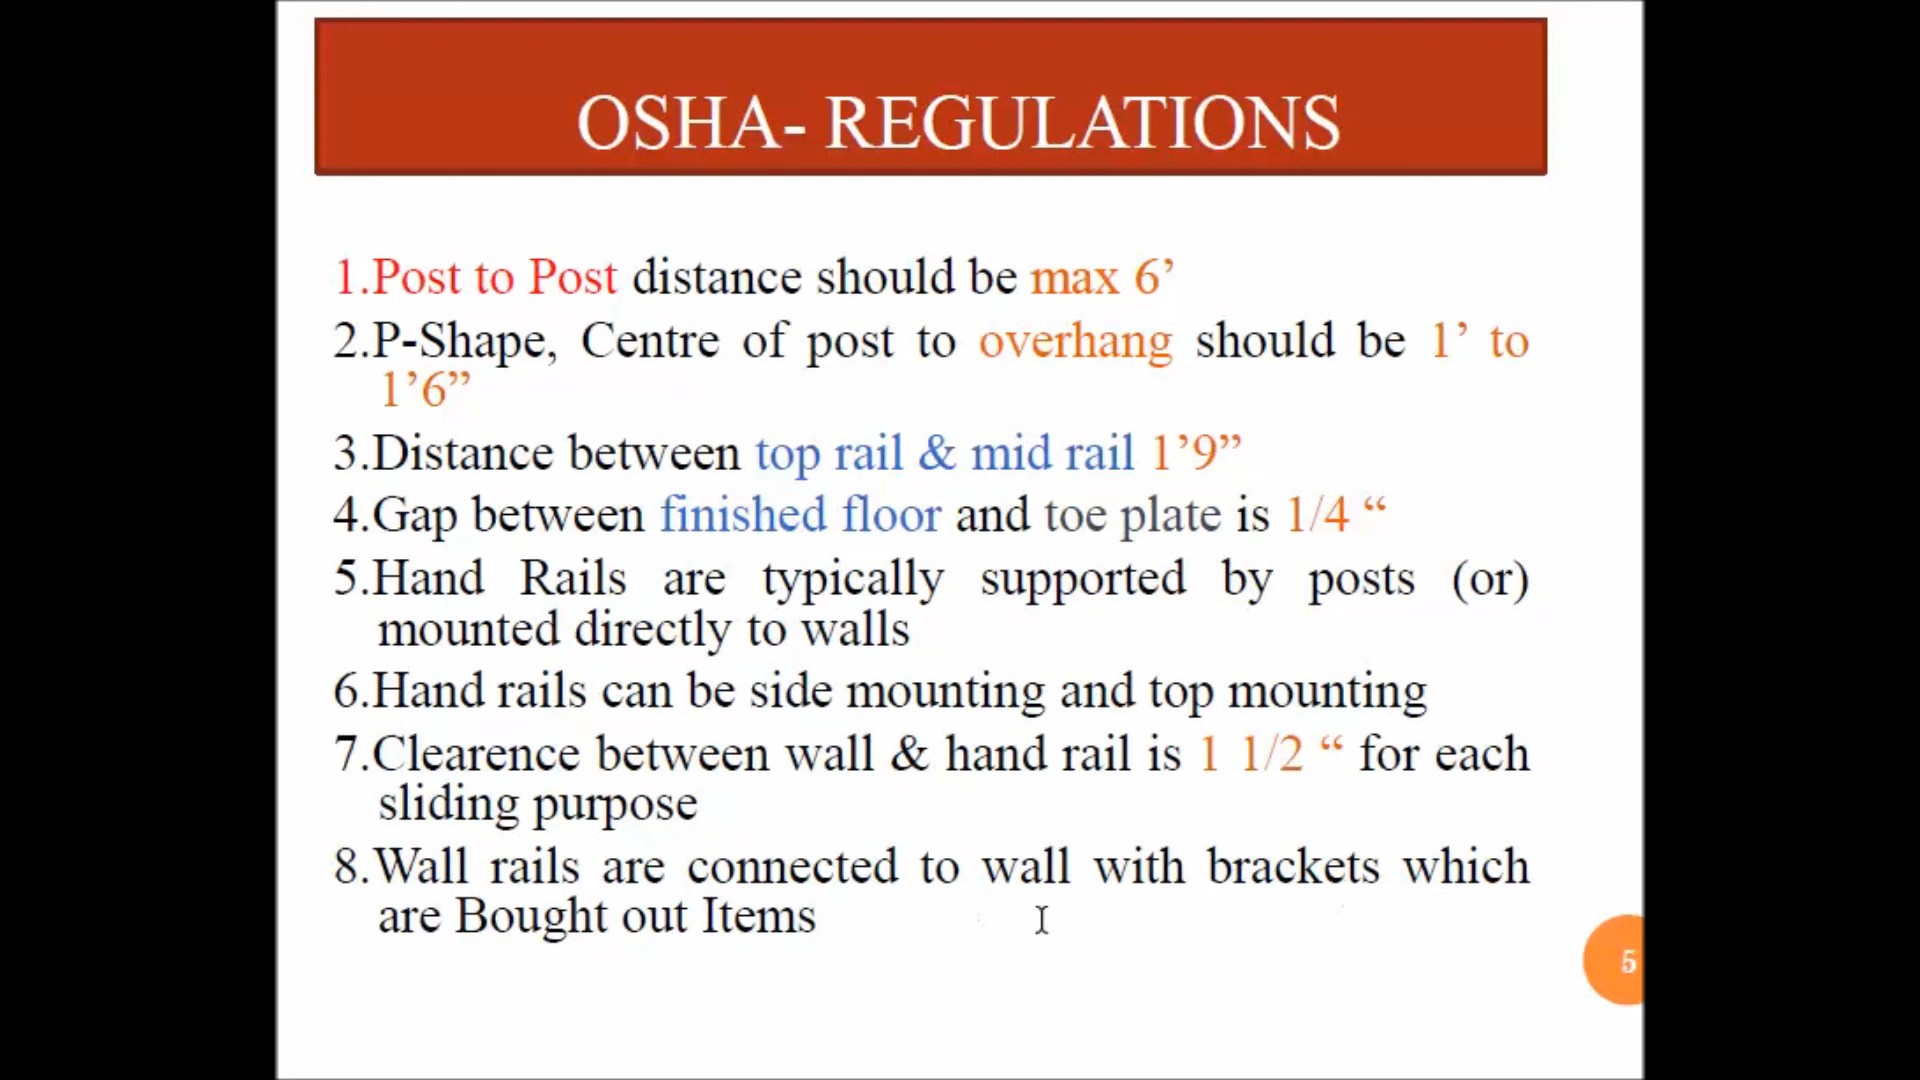 OSHA- REGULATIONS
1.Post to Post distance should be max 6’
2.P-Shape, Centre of post to overhang should be 1’ to
1’6”
3.Distance between top rail & mid rail 1’9”
4.Gap between finished floor and toe plate is 1/4 “
5.Hand Rails are typically supported by posts (or)
mounted directly to walls
6.Hand rails can be side mounting and top mounting
7.Clearence between wall & hand rail is 1 1/2 “ for each
sliding purpose
8.Wall rails are connected to wall with brackets which
are Bought out Items
5